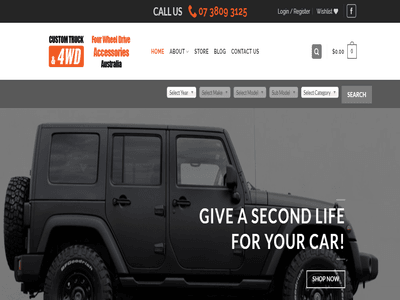 CALL US 07 3809 3125
Login / Register Wishlist
CUSTOM TRUCK
& 4WD
Four Wheel Drive
Accessories
Australia
HOME ABOUT STORE BLOG CONTACT US
$0.00 0
Select Year Select Make Select Model Sub Model Select Category SEARCH
GIVE A SECOND LIFE
FOR YOUR CAR!
SHOP NOW